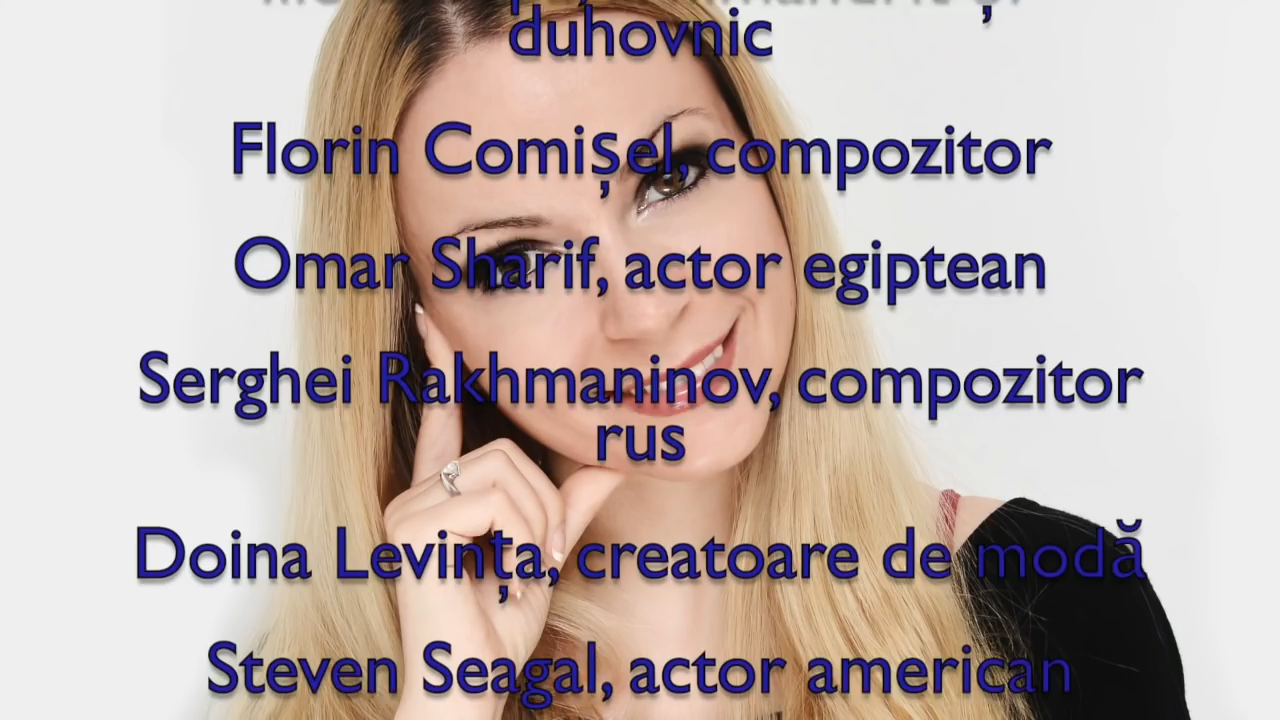 duhovnic
Florin Comișel, compozitor
Omar Sharif, actor egiptean
Serghei Rakhmaninov, compozitor
rus
Doina Levința, creatoare de modă
Steven Seagal, actor american